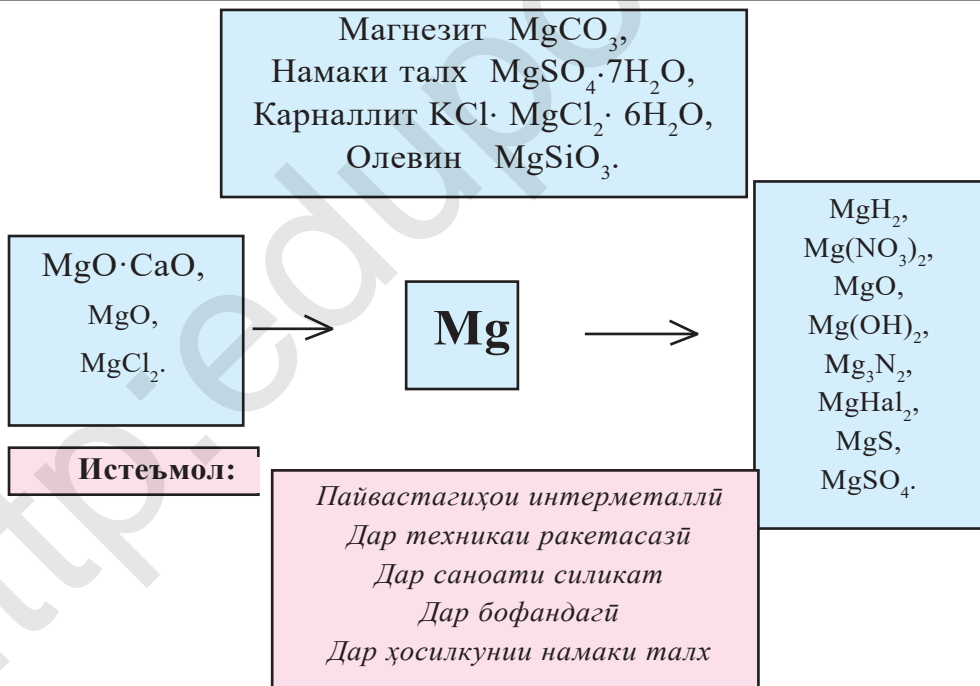 Магнезит MgCO₃,
Намаки талх MgSO₄·7H₂O,
Карналлит KCl· MgCl₂· 6H₂O,
Олевин MgSiO₃.
MgO·CaO,
MgO,
MgCl₂.
Mg
MgH₂,
Mg(NO₃)₂,
MgO,
Mg(OH)₂,
Mg₃N₂,
MgHal₂,
MgS,
MgSO₄.
Истеъмол:
Пайвастагиҳои интерметаллӣ
Дар техникаи ракетасазӣ
Дар саноати силикат
Дар бофандагӣ
Дар ҳосилкунии намаки талх